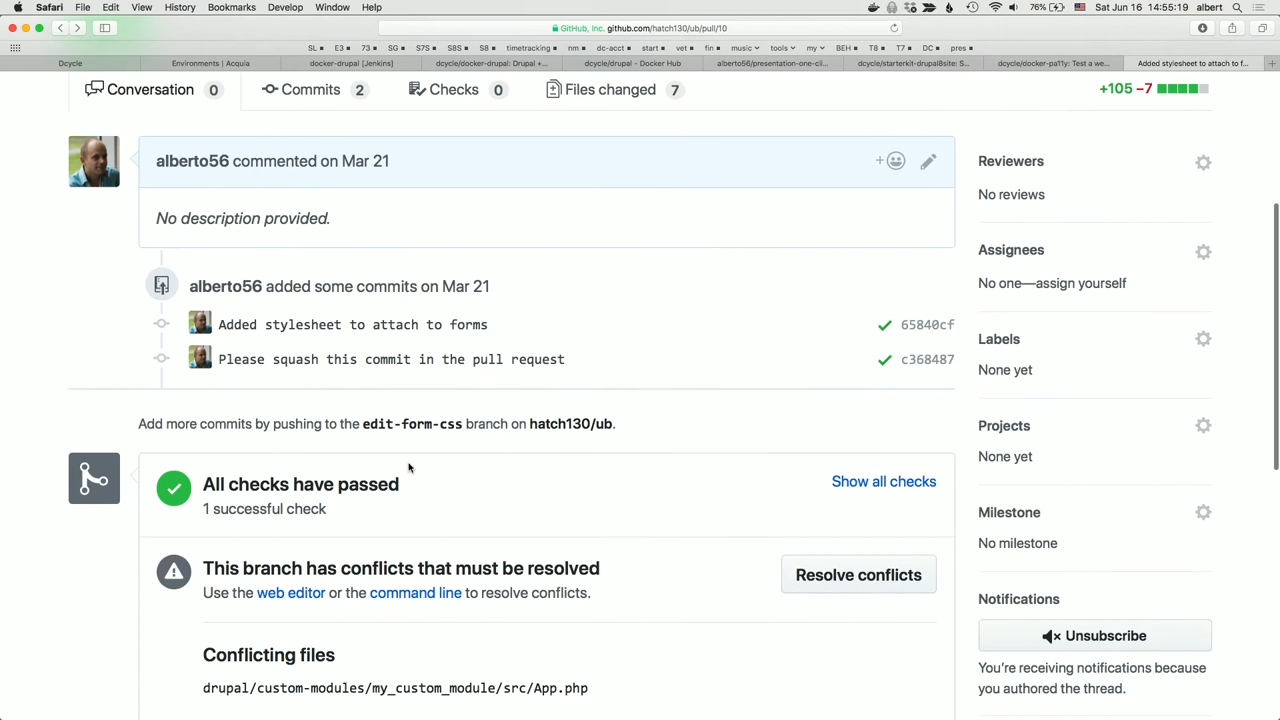 Safari File Edit View History Bookmarks Develop Window Help 76% Sat Jun 16 14:55:19 albert
GitHub, Inc. github.com/hatch130/ub/pull/10
SL E3 73 SG S7S S8S S8 timetracking nm dc-acct start vet fin music tools my BEH T8 T7 DC pres
Dcycle Environments | Acquia docker-drupal [Jenkins] dcycle/docker-drupal: Drupal +... dcycle/drupal - Docker Hub alberto56/presentation-one-cli... dcycle/starterkit-drupal8site: S... dcycle/docker-pa11y: Test a we... Added stylesheet to attach to f...
Conversation 0 Commits 2 Checks 0 Files changed 7 +105 −7
alberto56 commented on Mar 21
No description provided.
alberto56 added some commits on Mar 21
Added stylesheet to attach to forms 65840cf
Please squash this commit in the pull request c368487
Add more commits by pushing to the edit-form-css branch on hatch130/ub.
All checks have passed
1 successful check
Show all checks
This branch has conflicts that must be resolved
Use the web editor or the command line to resolve conflicts.
Resolve conflicts
Conflicting files
drupal/custom-modules/my_custom_module/src/App.php
Reviewers
No reviews
Assignees
No one—assign yourself
Labels
None yet
Projects
None yet
Milestone
No milestone
Notifications
Unsubscribe
You're receiving notifications because
you authored the thread.